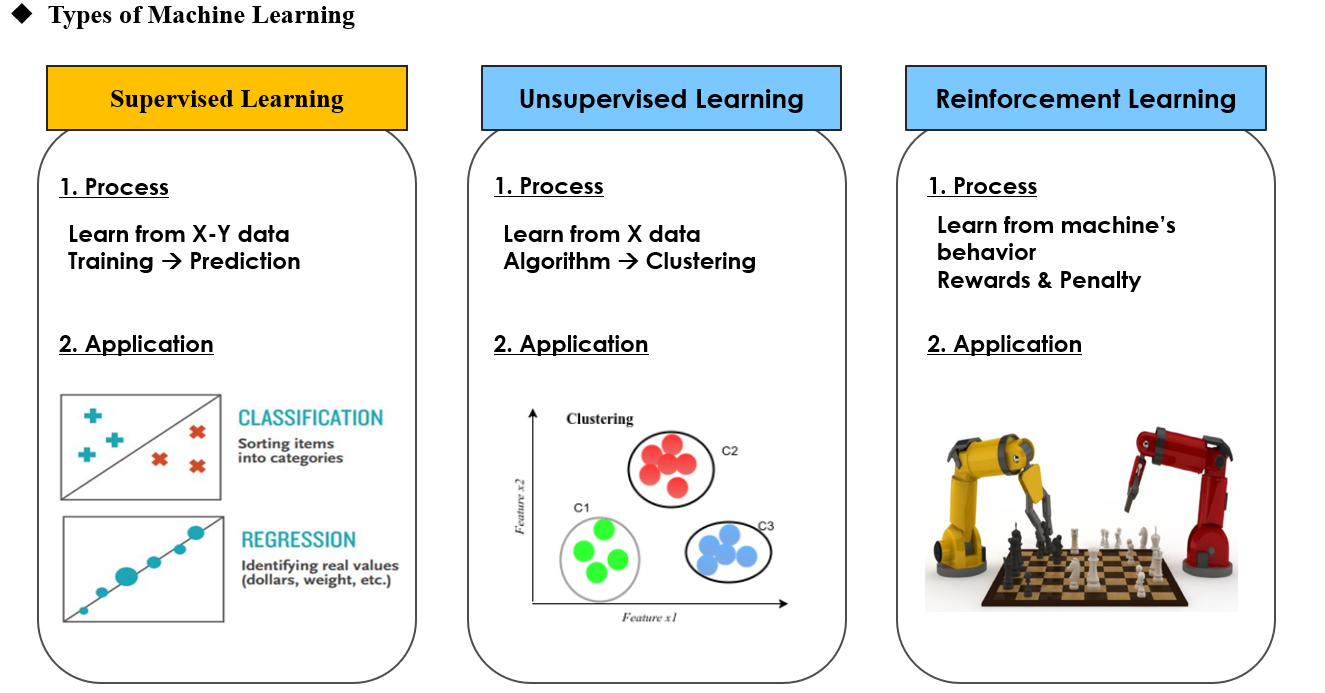 ◆ Types of Machine Learning
Supervised Learning
1. Process
Learn from X-Y data
Training → Prediction
2. Application
CLASSIFICATION
Sorting items
into categories
REGRESSION
Identifying real values
(dollars, weight, etc.)
Unsupervised Learning
1. Process
Learn from X data
Algorithm → Clustering
2. Application
Clustering
C2
C1
C3
Feature x2
Feature x1
Reinforcement Learning
1. Process
Learn from machine’s
behavior
Rewards & Penalty
2. Application